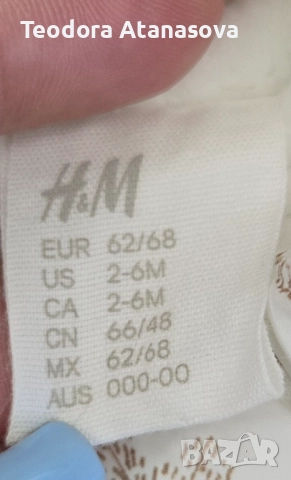 Teodora Atanasova
H&M
EUR 62/68
US 2-6M
CA 2-6M
CN 66/48
MX 62/68
AUS 000-00
BAZAR